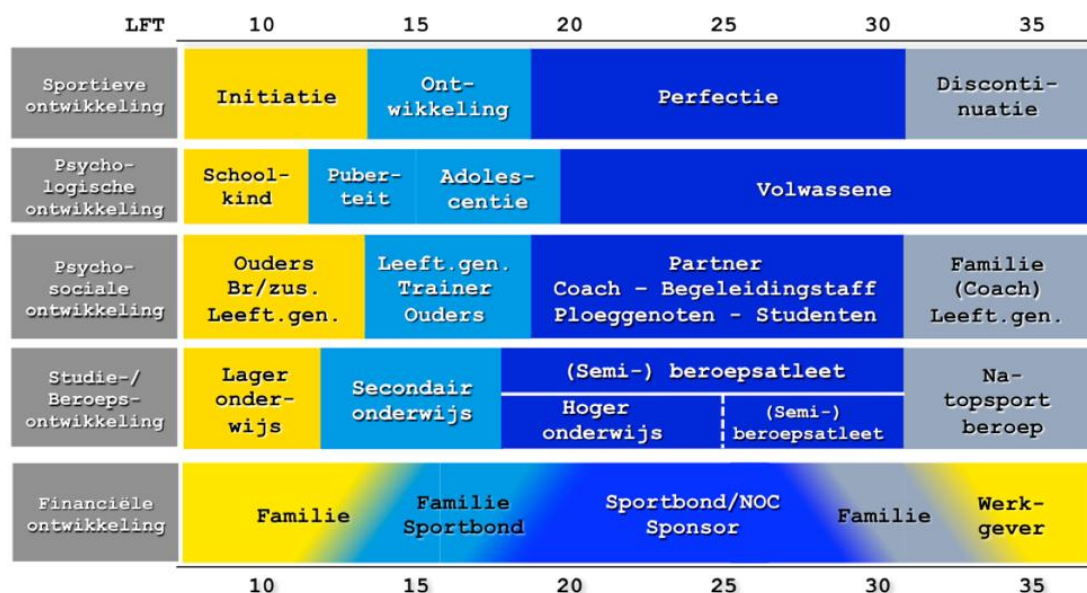 LFT 10 15 20 25 30 35
Sportieve
ontwikkeling
Initiatie
Ont-
wikkeling
Perfectie
Disconti-
nuatie
Psycho-
logische
ontwikkeling
School-
kind
Puber-
teit
Adoles-
centie
Volwassene
Psycho-
sociale
ontwikkeling
Ouders
Br/zus.
Leeft.gen.
Leeft.gen.
Trainer
Ouders
Partner
Coach – Begeleidingstaff
Ploeggenoten - Studenten
Familie
(Coach)
Leeft.gen.
Studie-/
Beroeps-
ontwikkeling
Lager
onder-
wijs
Secondair
onderwijs
(Semi-) beroepsatleet
Hoger
onderwijs
(Semi-)
beroepsatleet
Na-
topsport
beroep
Financiële
ontwikkeling
Familie
Familie
Sportbond
Sportbond/NOC
Sponsor
Familie
Werk-
gever
10 15 20 25 30 35